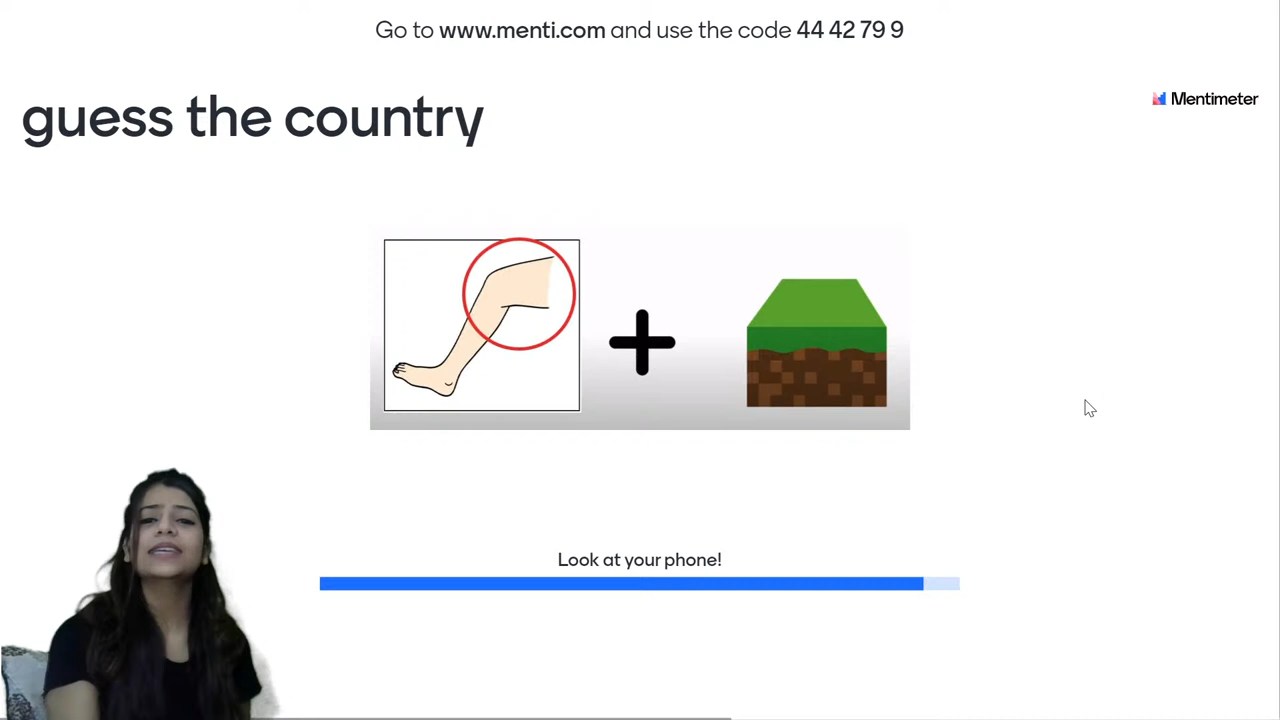 Go to www.menti.com and use the code 44 42 79 9
guess the country
Mentimeter
Look at your phone!